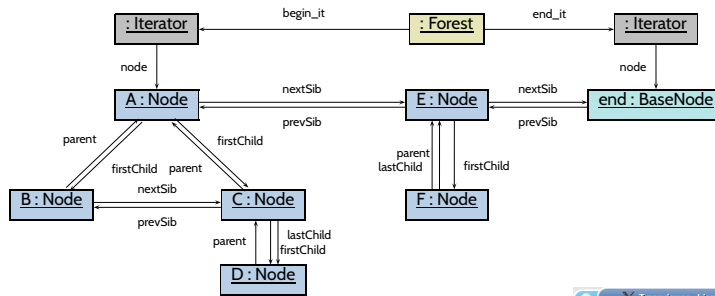 begin_it
end_it
: Iterator
: Forest
: Iterator
node
node
nextSib
nextSib
A : Node
E : Node
end : BaseNode
prevSib
prevSib
parent
firstChild
firstChild
parent
parent
lastChild
firstChild
nextSib
B : Node
C : Node
F : Node
prevSib
parent
lastChild
firstChild
D : Node